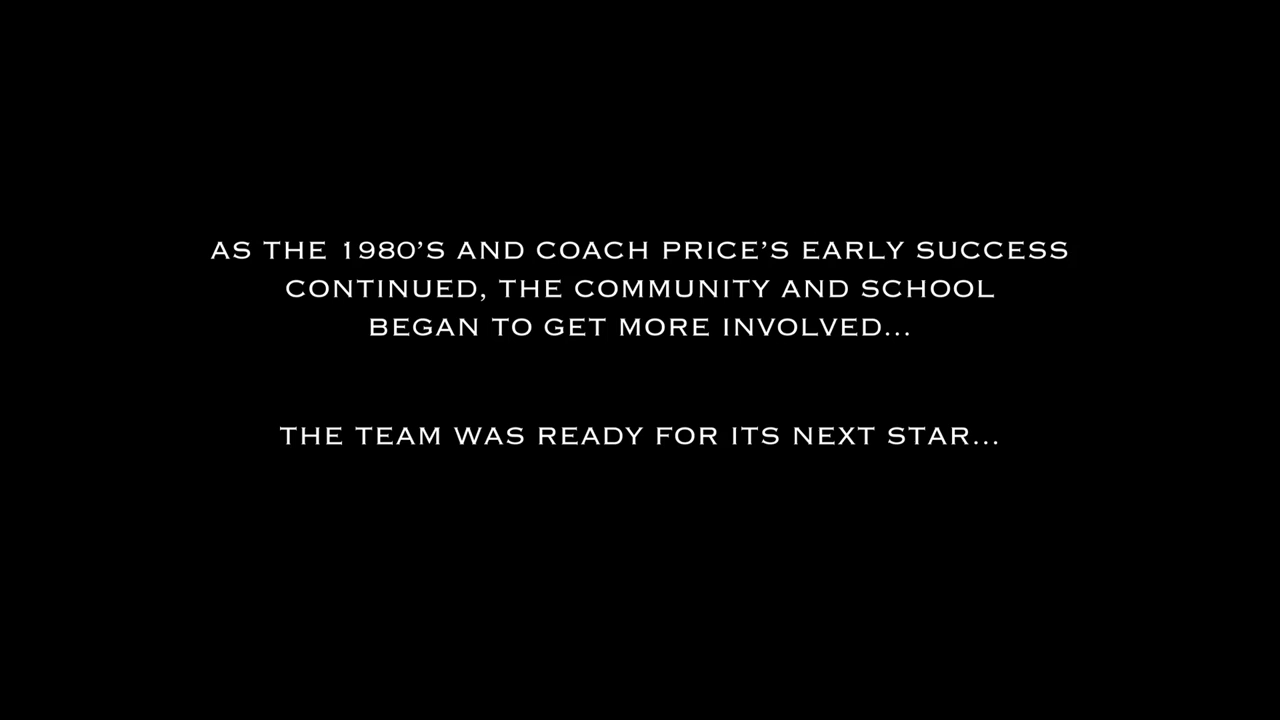 AS THE 1980'S AND COACH PRICE'S EARLY SUCCESS
CONTINUED, THE COMMUNITY AND SCHOOL
BEGAN TO GET MORE INVOLVED...
THE TEAM WAS READY FOR ITS NEXT STAR...